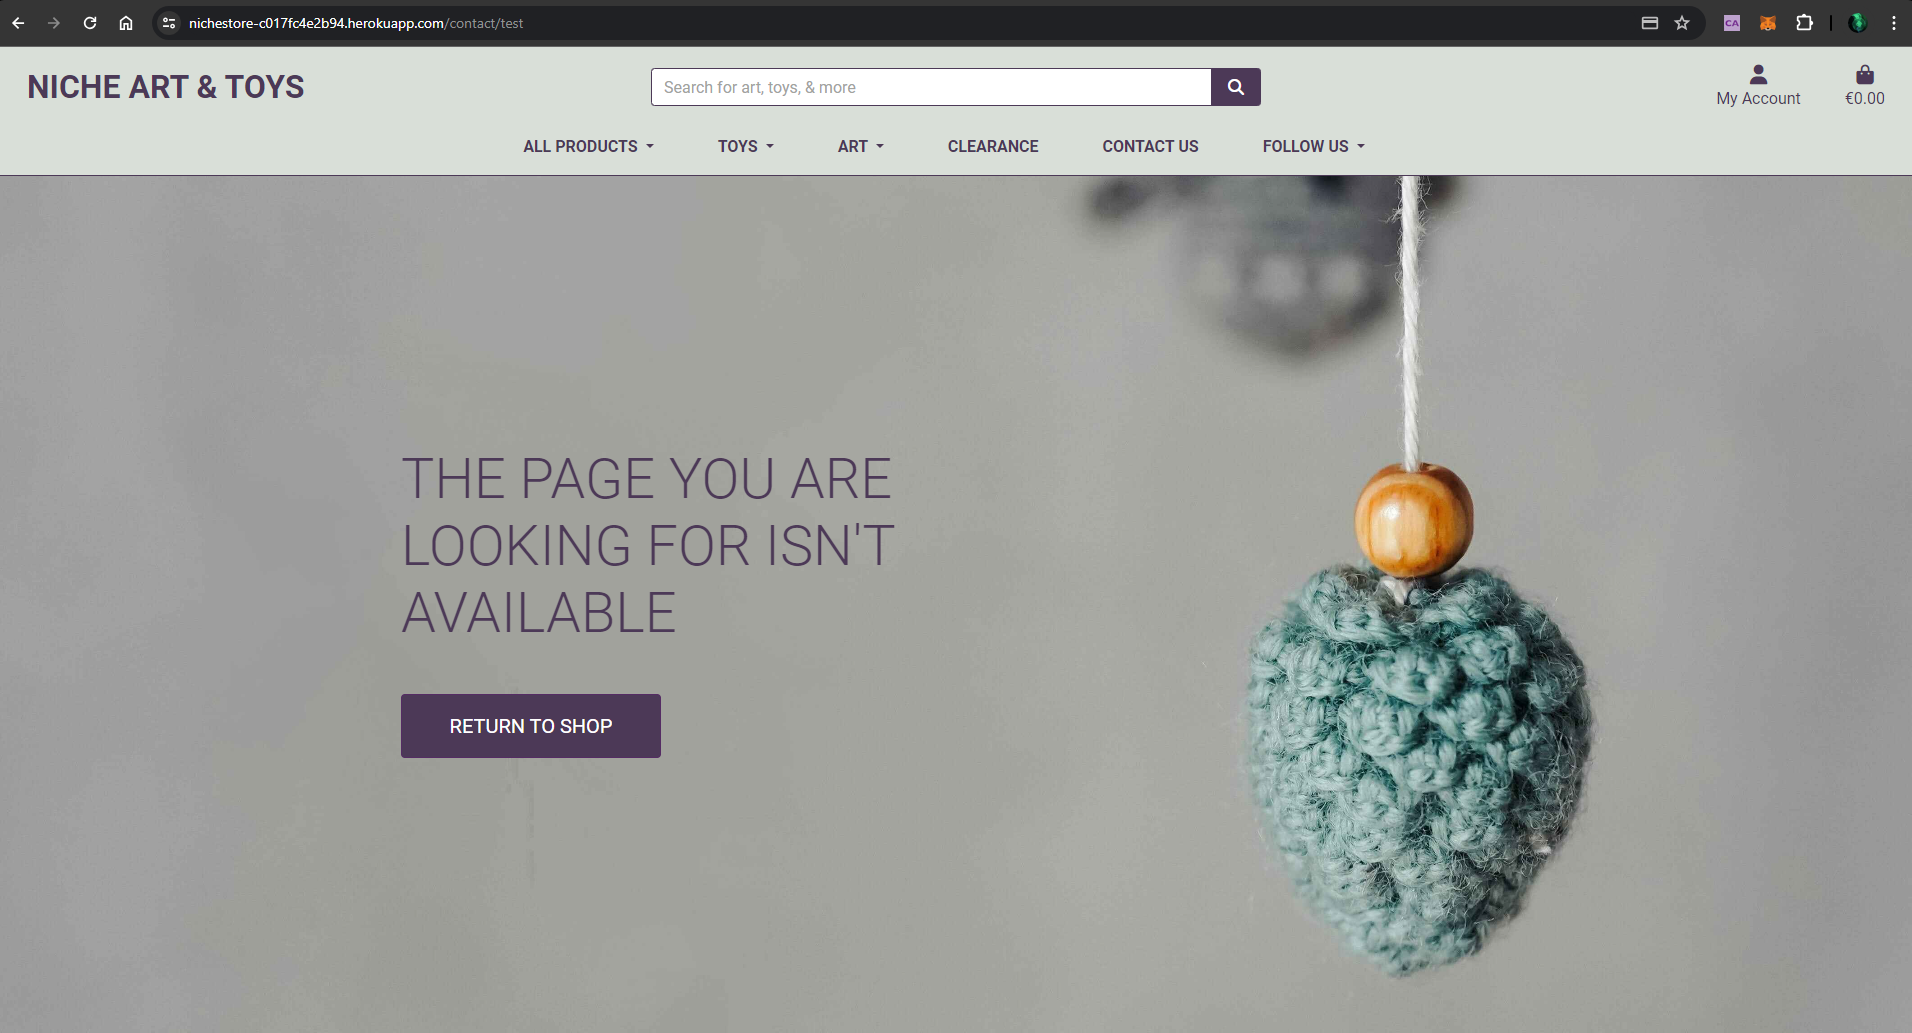 nichestore-c017fc4e2b94.herokuapp.com/contact/test
CA
NICHE ART & TOYS
Search for art, toys, & more
My Account
€0.00
ALL PRODUCTS
TOYS
ART
CLEARANCE
CONTACT US
FOLLOW US
THE PAGE YOU ARE
LOOKING FOR ISN'T
AVAILABLE
RETURN TO SHOP